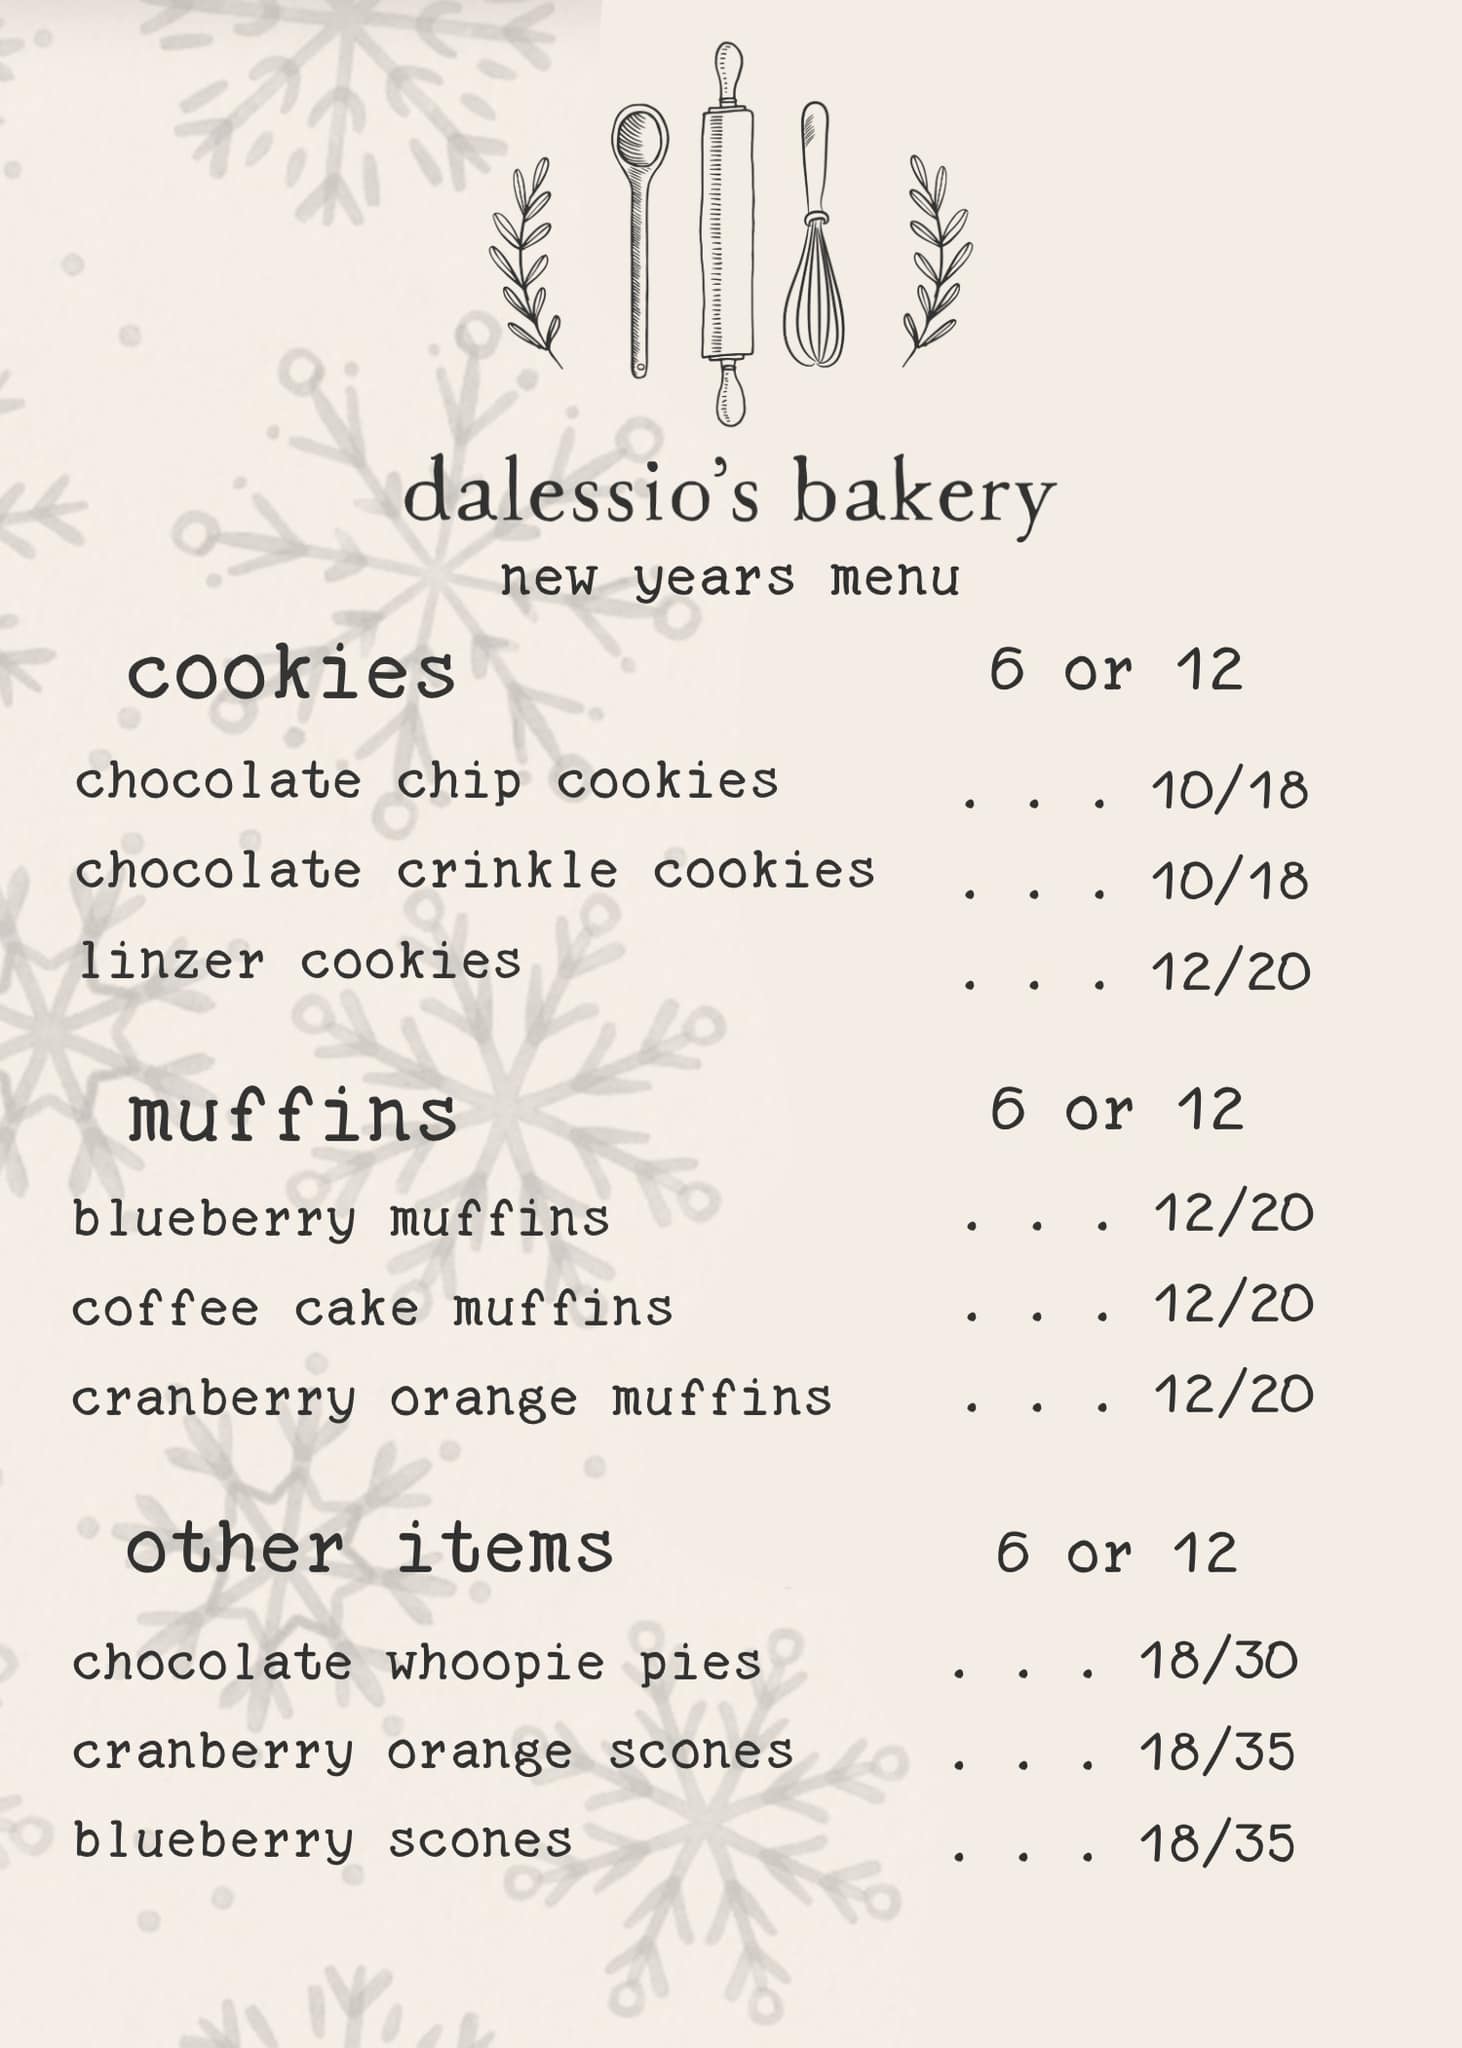 dalessio's bakery
new years menu
cookies 6 or 12
chocolate chip cookies . . . 10/18
chocolate crinkle cookies . . . 10/18
linzer cookies . . . 12/20
muffins 6 or 12
blueberry muffins . . . 12/20
coffee cake muffins . . . 12/20
cranberry orange muffins . . . 12/20
other items 6 or 12
chocolate whoopie pies . . . 18/30
cranberry orange scones . . . 18/35
blueberry scones . . . 18/35